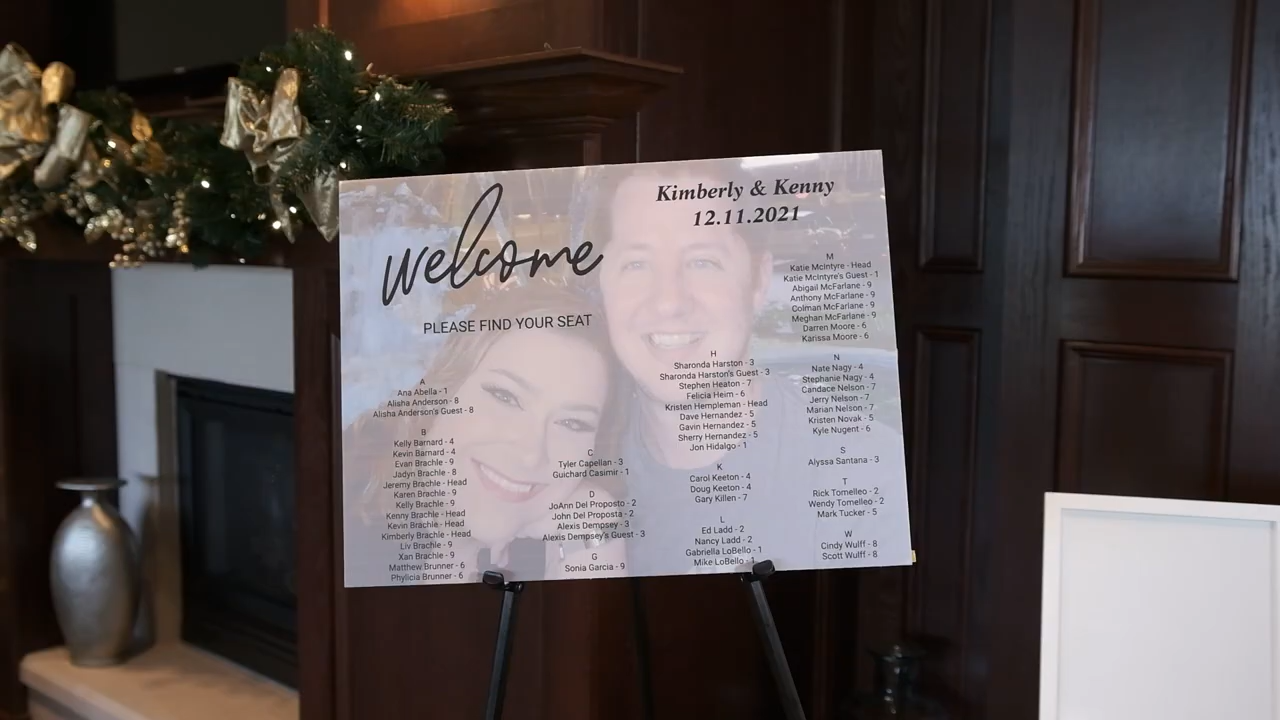 welcome
PLEASE FIND YOUR SEAT
Kimberly & Kenny
12.11.2021
A
Ana Abella - 1
Alisha Anderson - 8
Alisha Anderson's Guest - 8
B
Kelly Barnard - 4
Kevin Barnard - 4
Evan Brachle - 9
Jadyn Brachle - 8
Jeremy Brachle - Head
Karen Brachle - 9
Kelly Brachle - 9
Kenny Brachle - Head
Kevin Brachle - Head
Kimberly Brachle - Head
Liv Brachle - 9
Xan Brachle - 9
Matthew Brunner - 6
Phylicia Brunner - 6
C
Tyler Capellan - 3
Guichard Casimir - 1
D
JoAnn Del Proposto - 2
John Del Proposta - 2
Alexis Dempsey - 3
Alexis Dempsey's Guest - 3
G
Sonia Garcia - 9
H
Sharonda Harston - 3
Sharonda Harston's Guest - 3
Stephen Heaton - 7
Felicia Heim - 6
Kristen Hempleman - Head
Dave Hernandez - 5
Gavin Hernandez - 5
Sherry Hernandez - 5
Jon Hidalgo - 1
K
Carol Keeton - 4
Doug Keeton - 4
Gary Killen - 7
L
Ed Ladd - 2
Nancy Ladd - 2
Gabriella LoBello - 1
Mike LoBello - 1
M
Katie McIntyre - Head
Katie McIntyre's Guest - 1
Abigail McFarlane - 9
Anthony McFarlane - 9
Colman McFarlane - 9
Meghan McFarlane - 9
Darren Moore - 6
Karissa Moore - 6
N
Nate Nagy - 4
Stephanie Nagy - 4
Candace Nelson - 7
Jerry Nelson - 7
Marian Nelson - 7
Kristen Novak - 5
Kyle Nugent - 6
S
Alyssa Santana - 3
T
Rick Tomelleo - 2
Wendy Tomelleo - 2
Mark Tucker - 5
W
Cindy Wulff - 8
Scott Wulff - 8